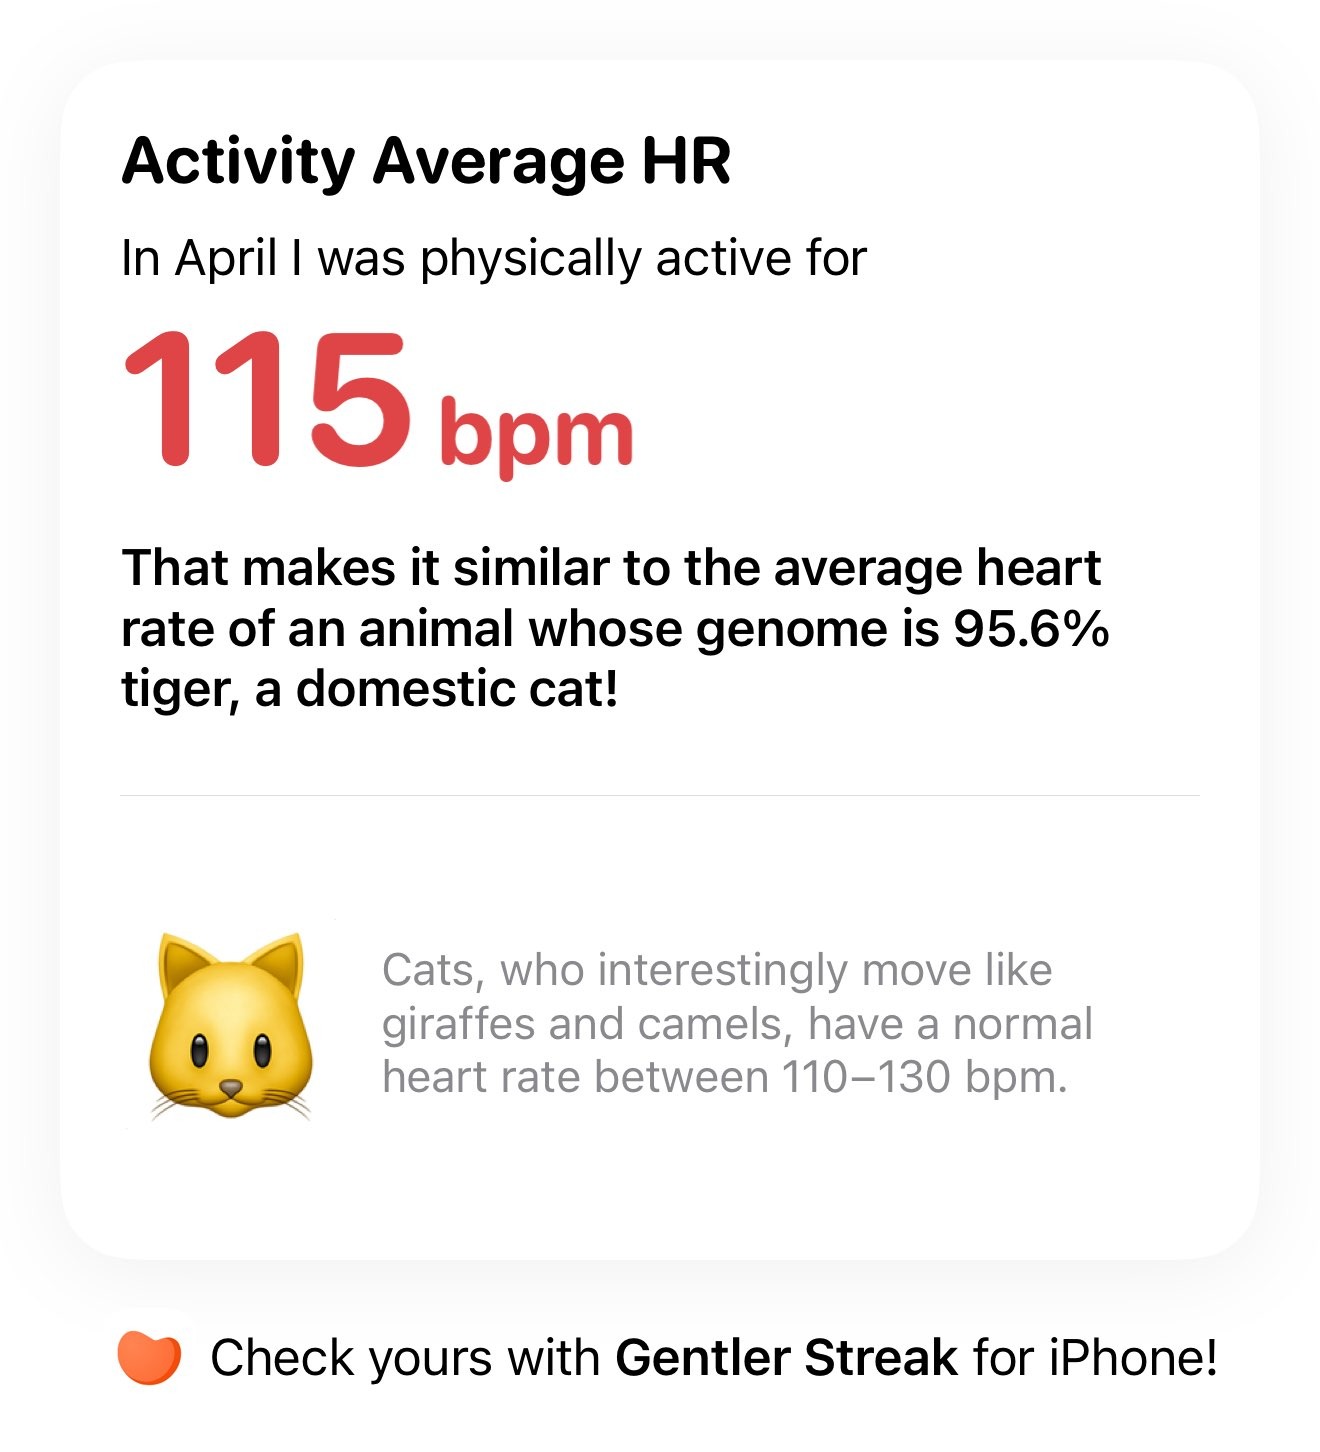 Activity Average HR
In April I was physically active for
115 bpm
That makes it similar to the average heart
rate of an animal whose genome is 95.6%
tiger, a domestic cat!
Cats, who interestingly move like
giraffes and camels, have a normal
heart rate between 110–130 bpm.
Check yours with Gentler Streak for iPhone!